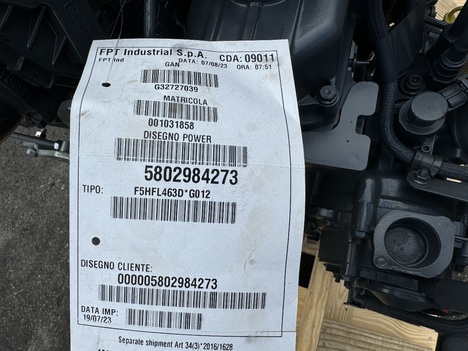 FPT Industrial S.p.A. CDA: 09011
FPT Ind DATA: 07/08/23 ORA: 07:51
GAN
G32727039
MATRICOLA
001031858
DISEGNO POWER
5802984273
TIPO: F5HFL463D*G012
DISEGNO CLIENTE:
000005802984273
DATA IMP:
19/07/23
Separate shipment Art 34(3)*2016/1628